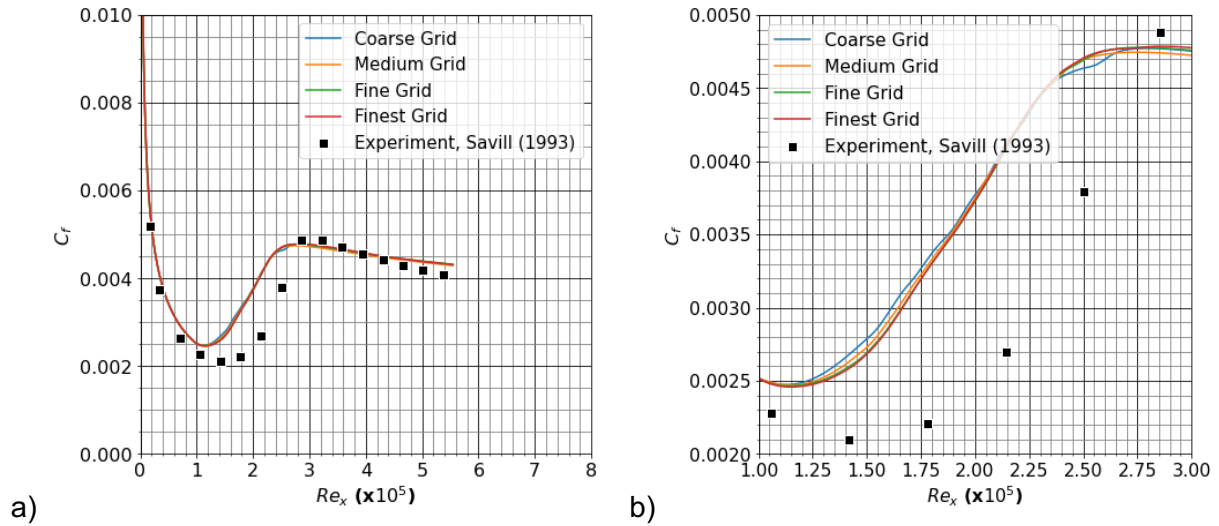 0.010
0.008
0.006
0.004
0.002
0.000
C_f
Coarse Grid
Medium Grid
Fine Grid
Finest Grid
Experiment, Savill (1993)
0 1 2 3 4 5 6 7 8
Re_x (x10^5)
a)
0.0050
0.0045
0.0040
0.0035
0.0030
0.0025
0.0020
C_f
Coarse Grid
Medium Grid
Fine Grid
Finest Grid
Experiment, Savill (1993)
1.00 1.25 1.50 1.75 2.00 2.25 2.50 2.75 3.00
Re_x (x10^5)
b)